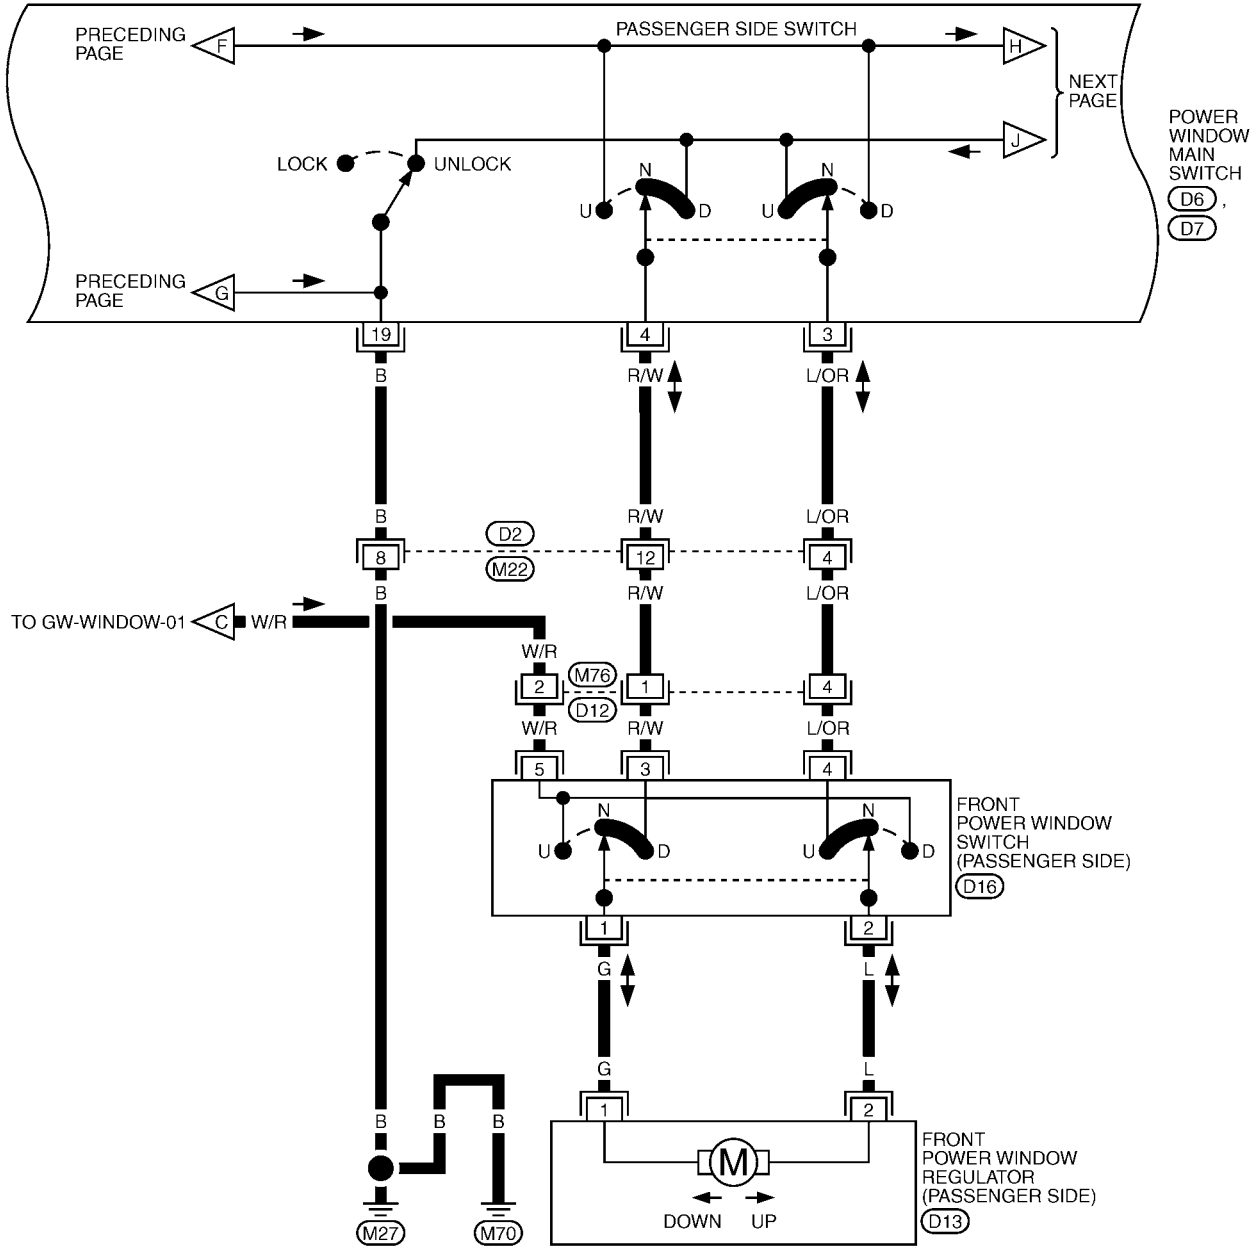 PRECEDING
PAGE
F
PASSENGER SIDE SWITCH
H
NEXT
PAGE
J
POWER
WINDOW
MAIN
SWITCH
D6 ,
D7
LOCK
UNLOCK
N
U
D
N
U
D
PRECEDING
PAGE
G
19
4
3
B
R/W
L/OR
B
R/W
L/OR
D2
8
12
4
M22
B
R/W
L/OR
TO GW-WINDOW-01
C
W/R
W/R
M76
2
1
4
D12
W/R
R/W
L/OR
5
3
4
FRONT
POWER WINDOW
SWITCH
(PASSENGER SIDE)
D16
N
U
D
N
U
D
1
2
G
L
G
L
1
2
B
B
B
M
DOWN
UP
FRONT
POWER WINDOW
REGULATOR
(PASSENGER SIDE)
D13
M27
M70